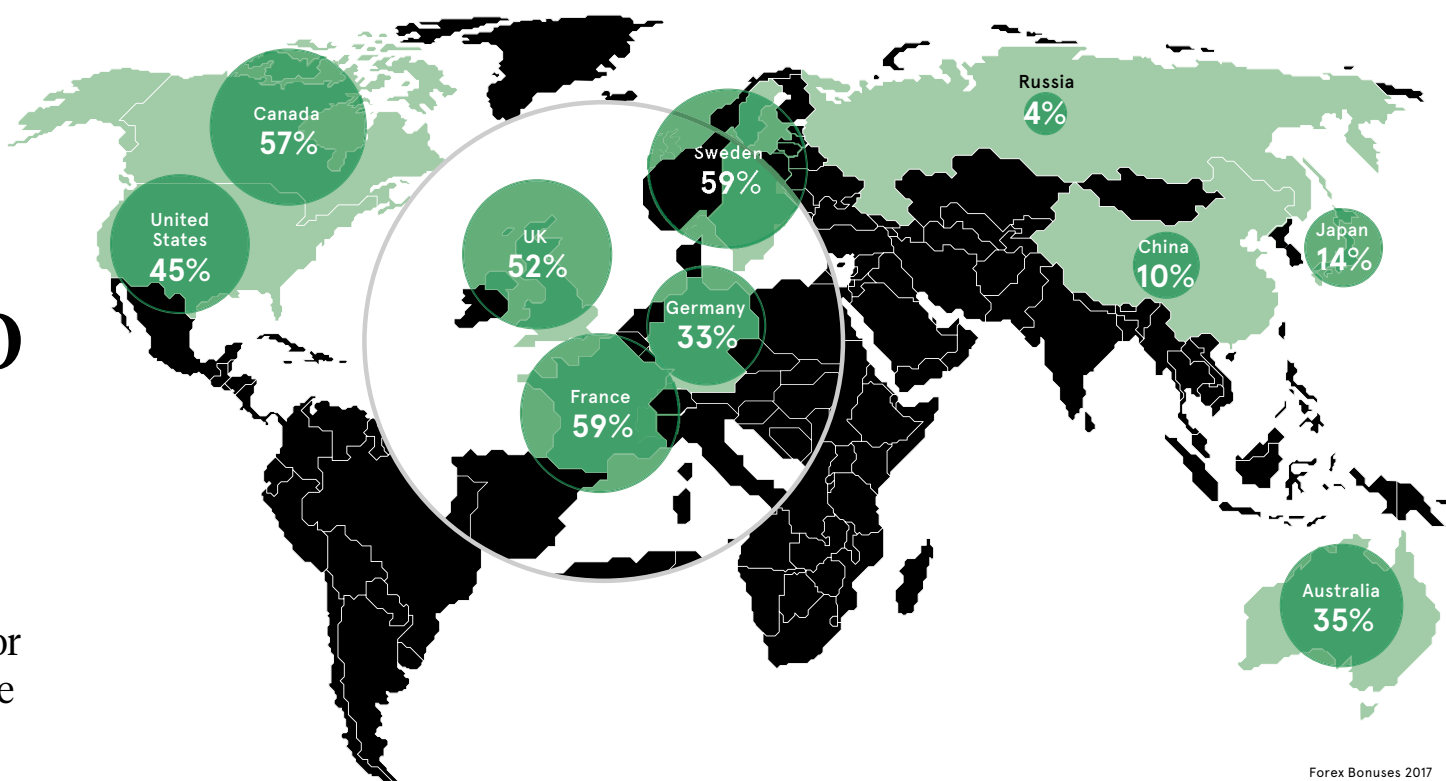 Canada
57%
United
States
45%
UK
52%
Sweden
59%
Germany
33%
France
59%
Russia
4%
China
10%
Japan
14%
Australia
35%
or
Forex Bonuses 2017